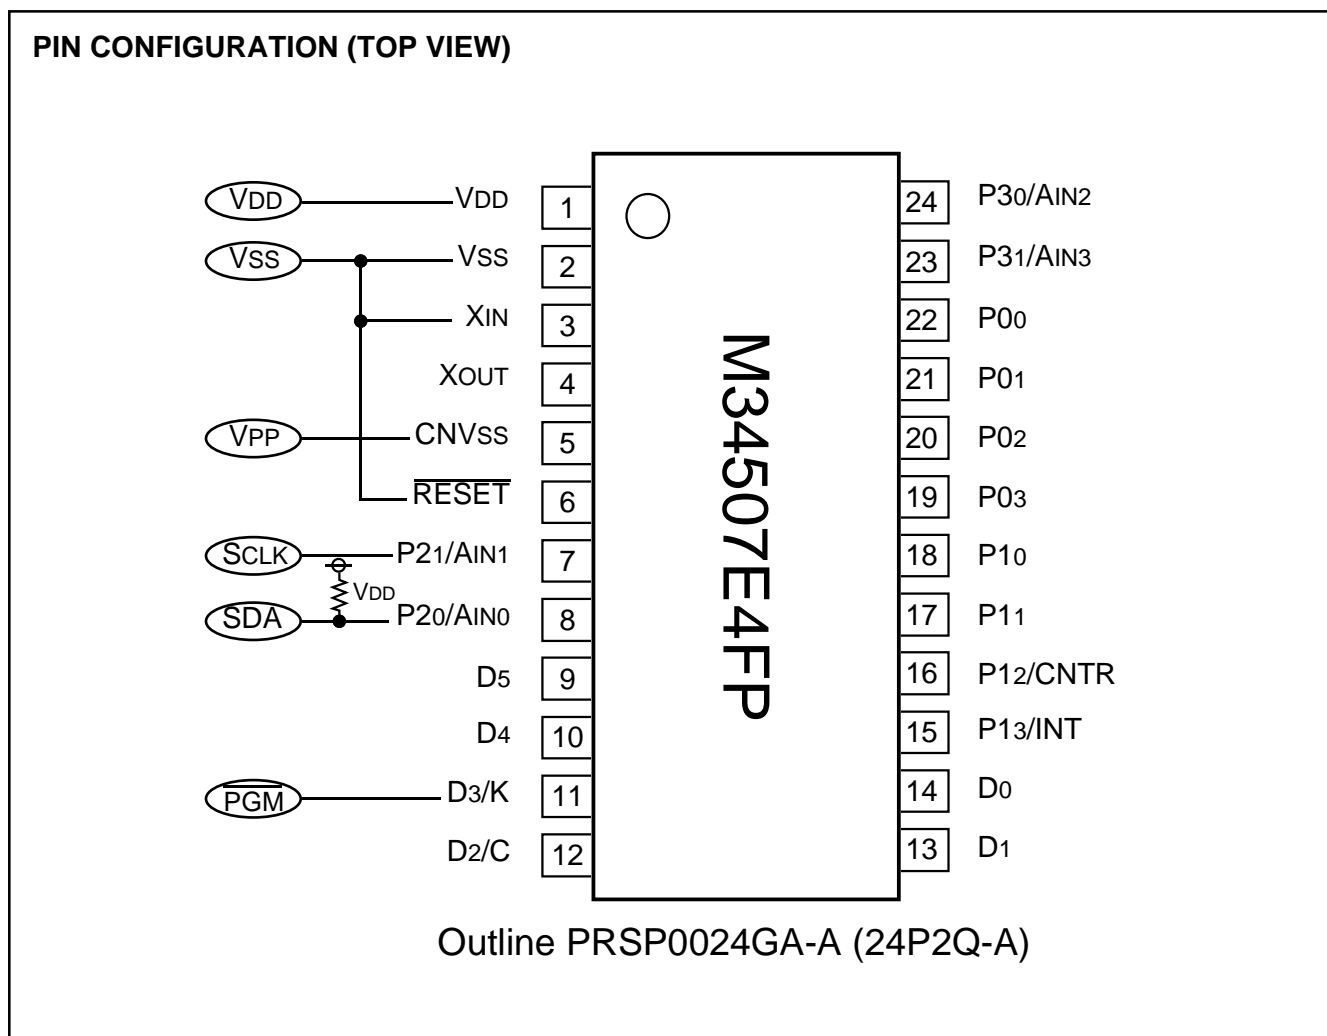 PIN CONFIGURATION (TOP VIEW)
VDD VDD 1 24 P30/AIN2
VSS VSS 2 23 P31/AIN3
XIN 3 22 P00
XOUT 4 21 P01
VPP CNVSS 5 20 P02
RESET 6 19 P03
SCLK P21/AIN1 7 18 P10
VDD
SDA P20/AIN0 8 17 P11
D5 9 16 P12/CNTR
D4 10 15 P13/INT
PGM D3/K 11 14 D0
D2/C 12 13 D1
M34507E4FP
Outline PRSP0024GA-A (24P2Q-A)